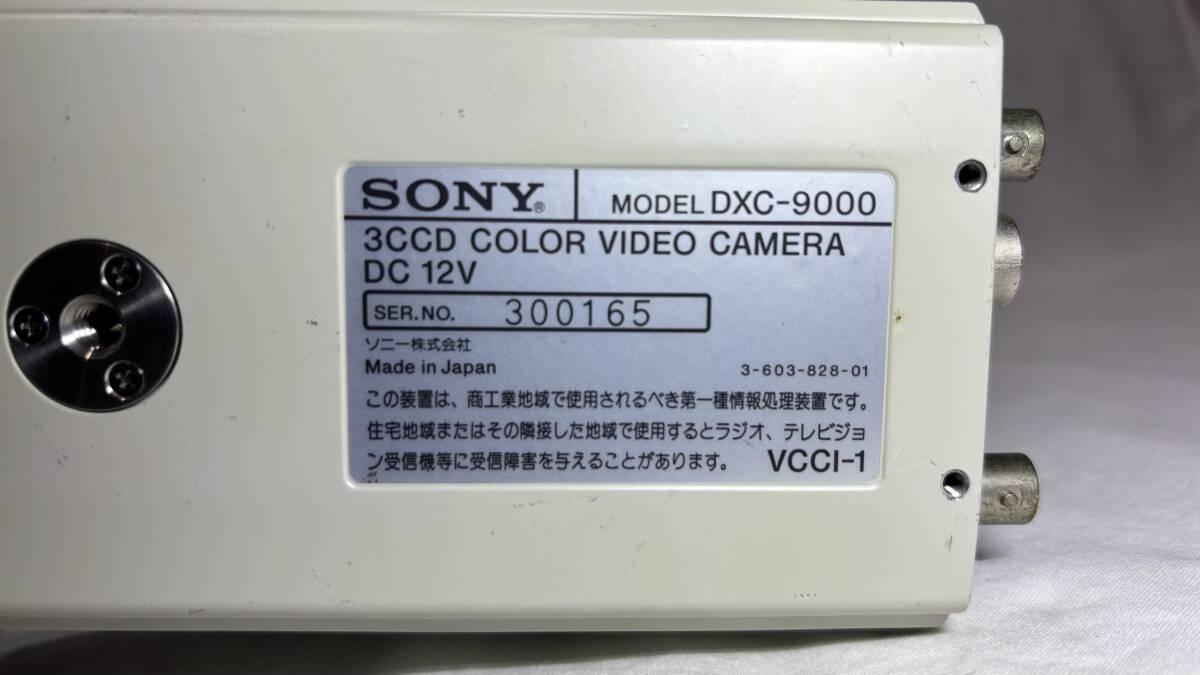 SONY® MODEL DXC-9000
3CCD COLOR VIDEO CAMERA
DC 12V
SER.NO. 300165
ソニー株式会社
Made in Japan 3-603-828-01
この装置は、商工業地域で使用されるべき第一種情報処理装置です。
住宅地域またはその隣接した地域で使用するとラジオ、テレビジョ
ン受信機等に受信障害を与えることがあります。 VCCI-1